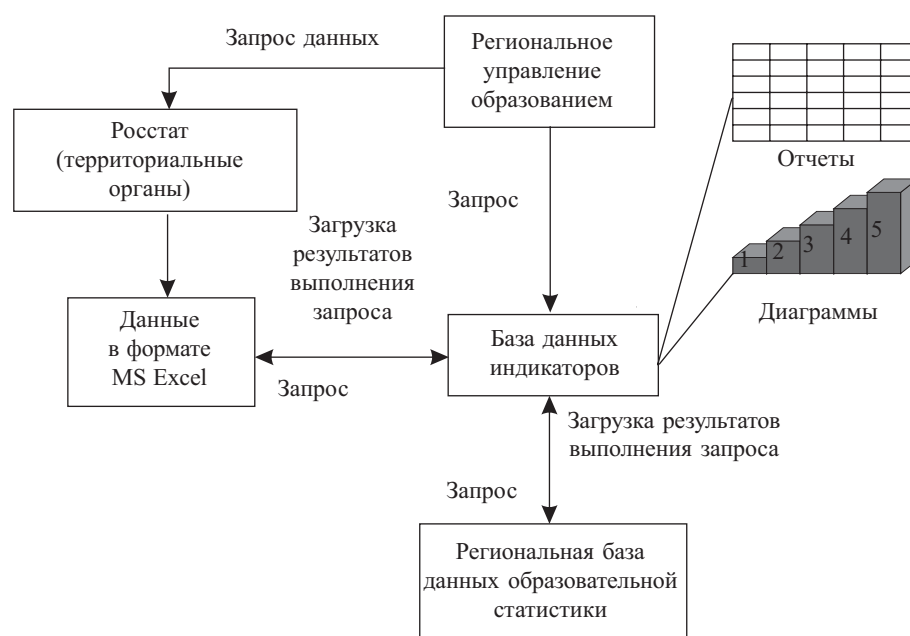 Запрос данных
Региональное
управление
образованием
Росстат
(территориальные
органы)
Отчеты
Запрос
Загрузка
результатов
выполнения
запроса
1
2
3
4
5
Диаграммы
Данные
в формате
MS Excel
Запрос
База данных
индикаторов
Загрузка результатов
выполнения запроса
Запрос
Региональная база
данных образовательной
статистики